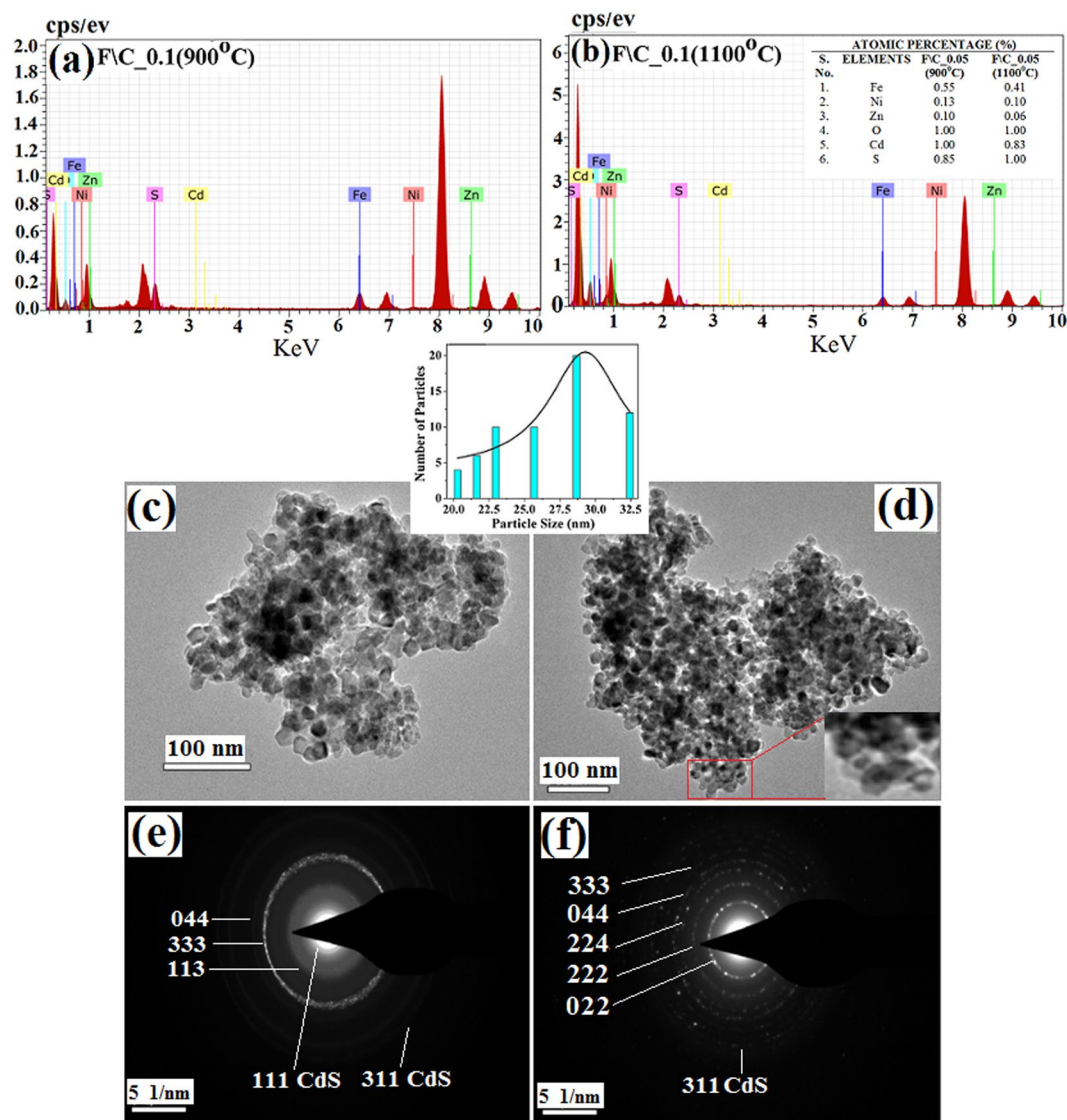 cps/ev
(a) F\C_0.1(900°C)
2.0
1.8
1.6
1.4
1.2
1.0
0.8
0.6
0.4
0.2
0.0
Fe
Cd
Zn
S
Ni
S
Cd
Fe
Ni
Zn
1 2 3 4 5 6 7 8 9 10
KeV
cps/ev
(b) F\C_0.1(1100°C)
6
5
4
3
2
1
0
ATOMIC PERCENTAGE (%)
S. No. ELEMENTS F\C_0.05 (900°C) F\C_0.05 (1100°C)
1. Fe 0.55 0.41
2. Ni 0.13 0.10
3. Zn 0.10 0.06
4. O 1.00 1.00
5. Cd 1.00 0.83
6. S 0.85 1.00
Fe
Cd
Zn
S
Ni
S
Cd
Fe
Ni
Zn
1 2 3 4 5 6 7 8 9 10
KeV
Number of Particles
20
15
10
5
0
20.0 22.5 25.0 27.5 30.0 32.5
Particle Size (nm)
(c)
100 nm
(d)
100 nm
(e)
044
333
113
111 CdS
311 CdS
5 1/nm
(f)
333
044
224
222
022
311 CdS
5 1/nm